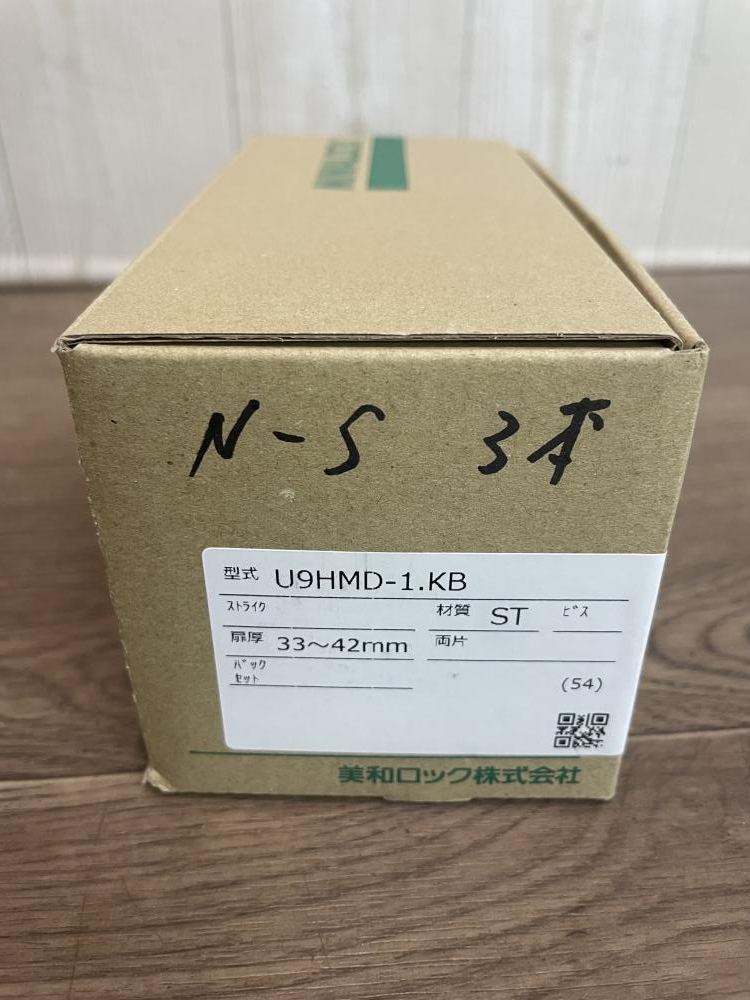 MIWA LOCK
N-S 3本
型式 U9HMD-1.KB
ストライク 材質 ST ビス
扉厚 33～42mm 両片
バック
セット
(54)
美和ロック株式会社